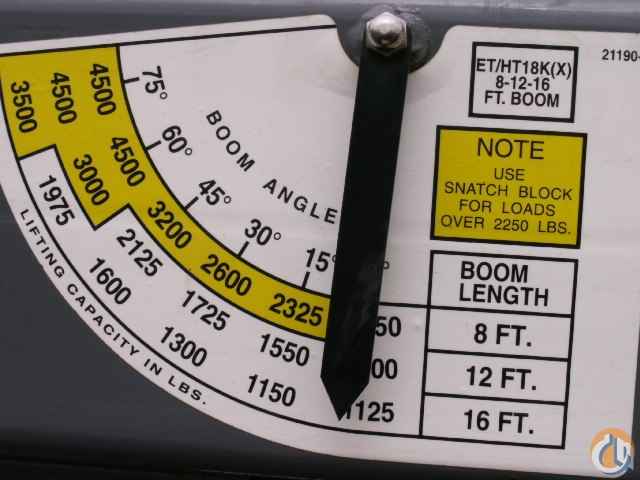 ET/HT18K(X)
8-12-16
FT. BOOM
21190-
NOTE
USE
SNATCH BLOCK
FOR LOADS
OVER 2250 LBS.
BOOM ANGLE
75° 60° 45° 30° 15°
BOOM
LENGTH
4500 4500 3200 2600 2325 50 8 FT.
4500 3000 2125 1725 1550 00 12 FT.
3500 1975 1600 1300 1150 1125 16 FT.
LIFTING CAPACITY IN LBS.